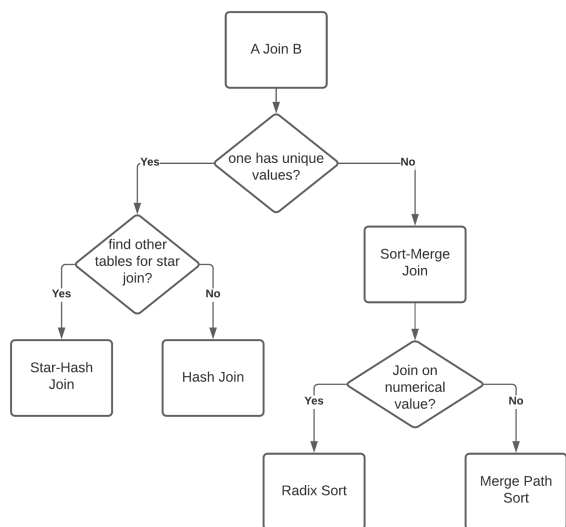 A Join B
one has unique
values?
Yes
No
find other
tables for star
join?
Sort-Merge
Join
Yes
No
Star-Hash
Join
Hash Join
Join on
numerical
value?
Yes
No
Radix Sort
Merge Path
Sort